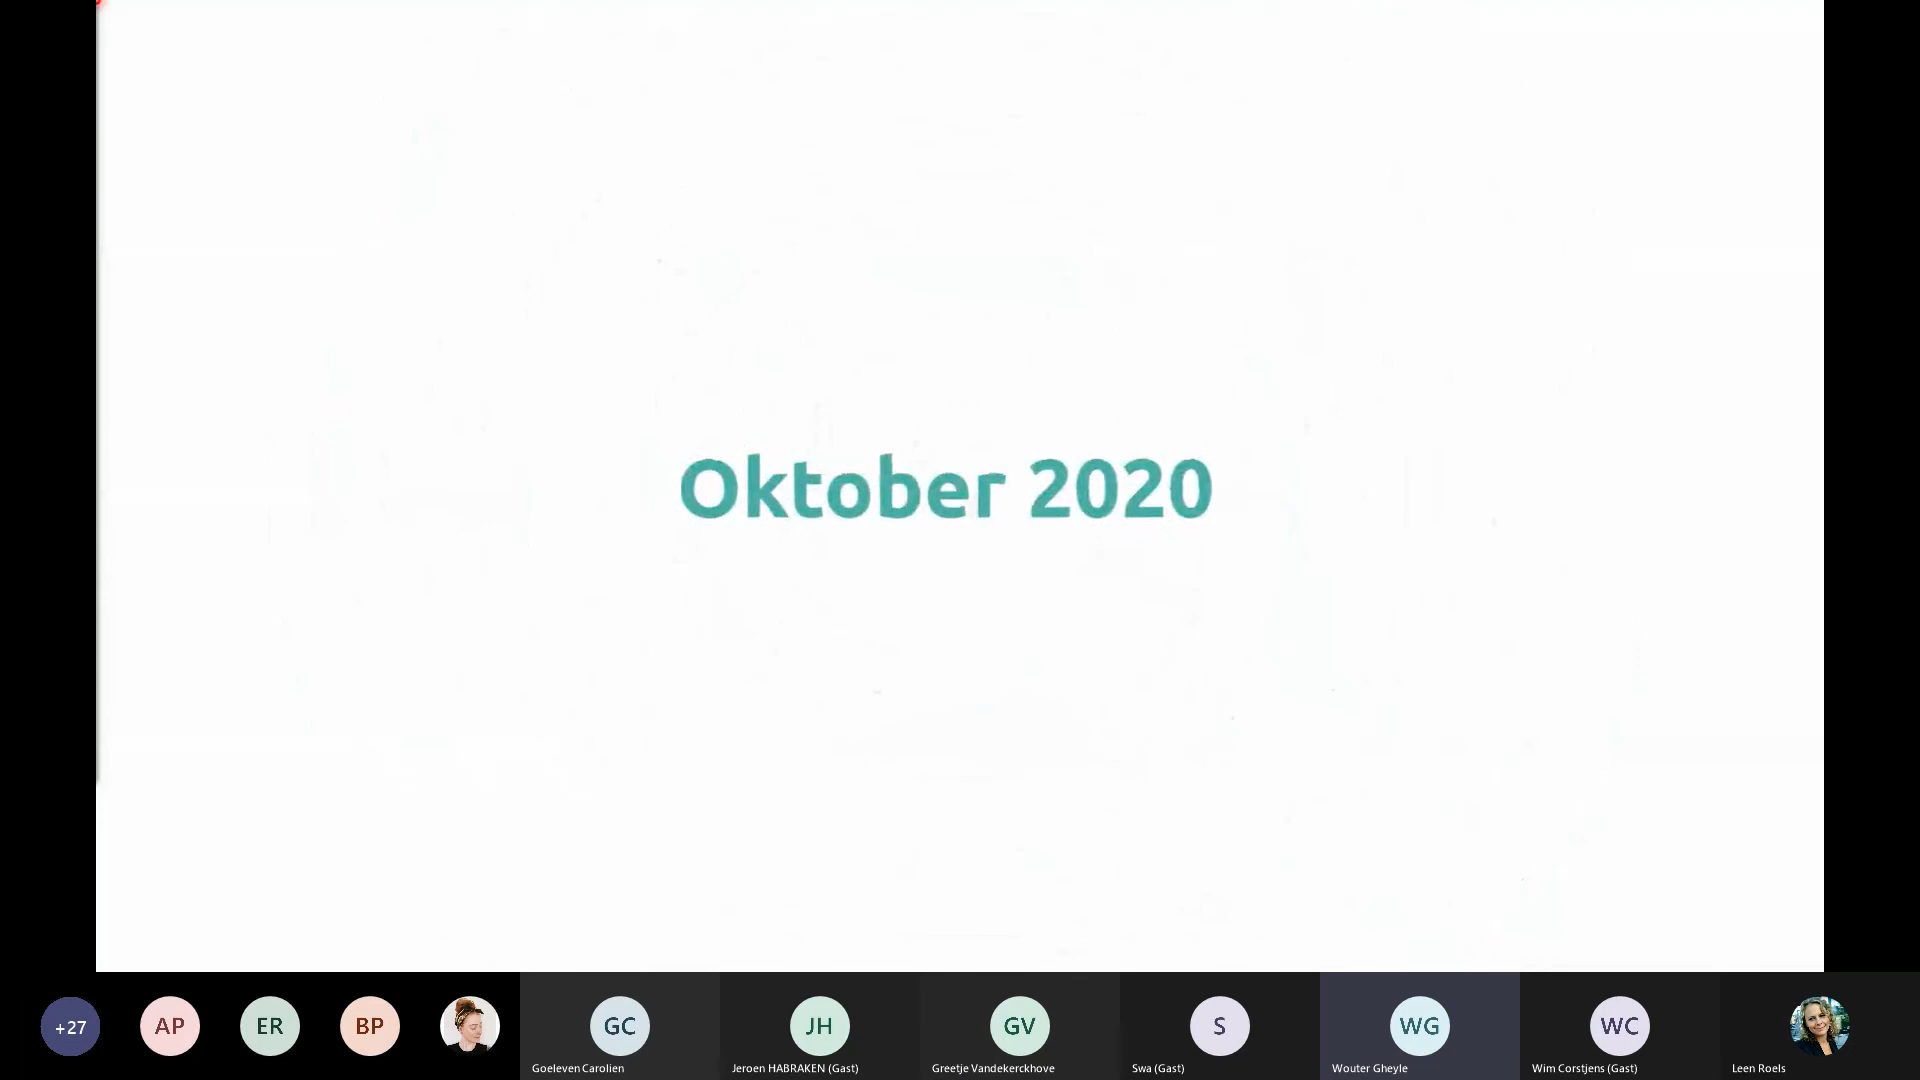 Oktober 2020
+27
AP
ER
BP
GC
JH
GV
S
WG
WC
Goeleven Carolien
Jeroen HABRAKEN (Gast)
Greetje Vandekerckhove
Swa (Gast)
Wouter Gheyle
Wim Corstjens (Gast)
Leen Roels